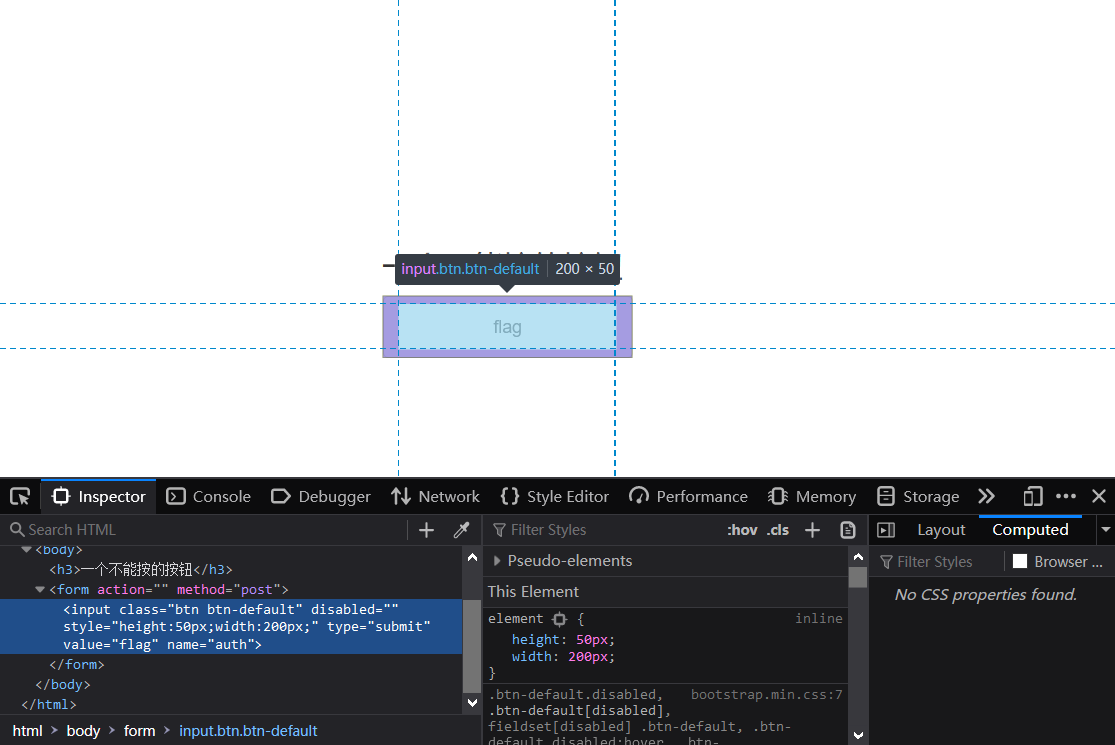 input.btn.btn-default 200 × 50
flag
Inspector Console Debugger Network Style Editor Performance Memory Storage
Search HTML
<body>
<h3>一个不能按的按钮</h3>
<form action="" method="post">
<input class="btn btn-default" disabled=""
style="height:50px;width:200px;" type="submit"
value="flag" name="auth">
</form>
</body>
</html>
html body form input.btn.btn-default
Filter Styles :hov .cls
Pseudo-elements
This Element
element { inline
height: 50px;
width: 200px;
}
.btn-default.disabled, bootstrap.min.css:7
.btn-default[disabled],
fieldset[disabled] .btn-default, .btn-
default.disabled:hover, .btn-
Layout Computed
Filter Styles Browser ...
No CSS properties found.